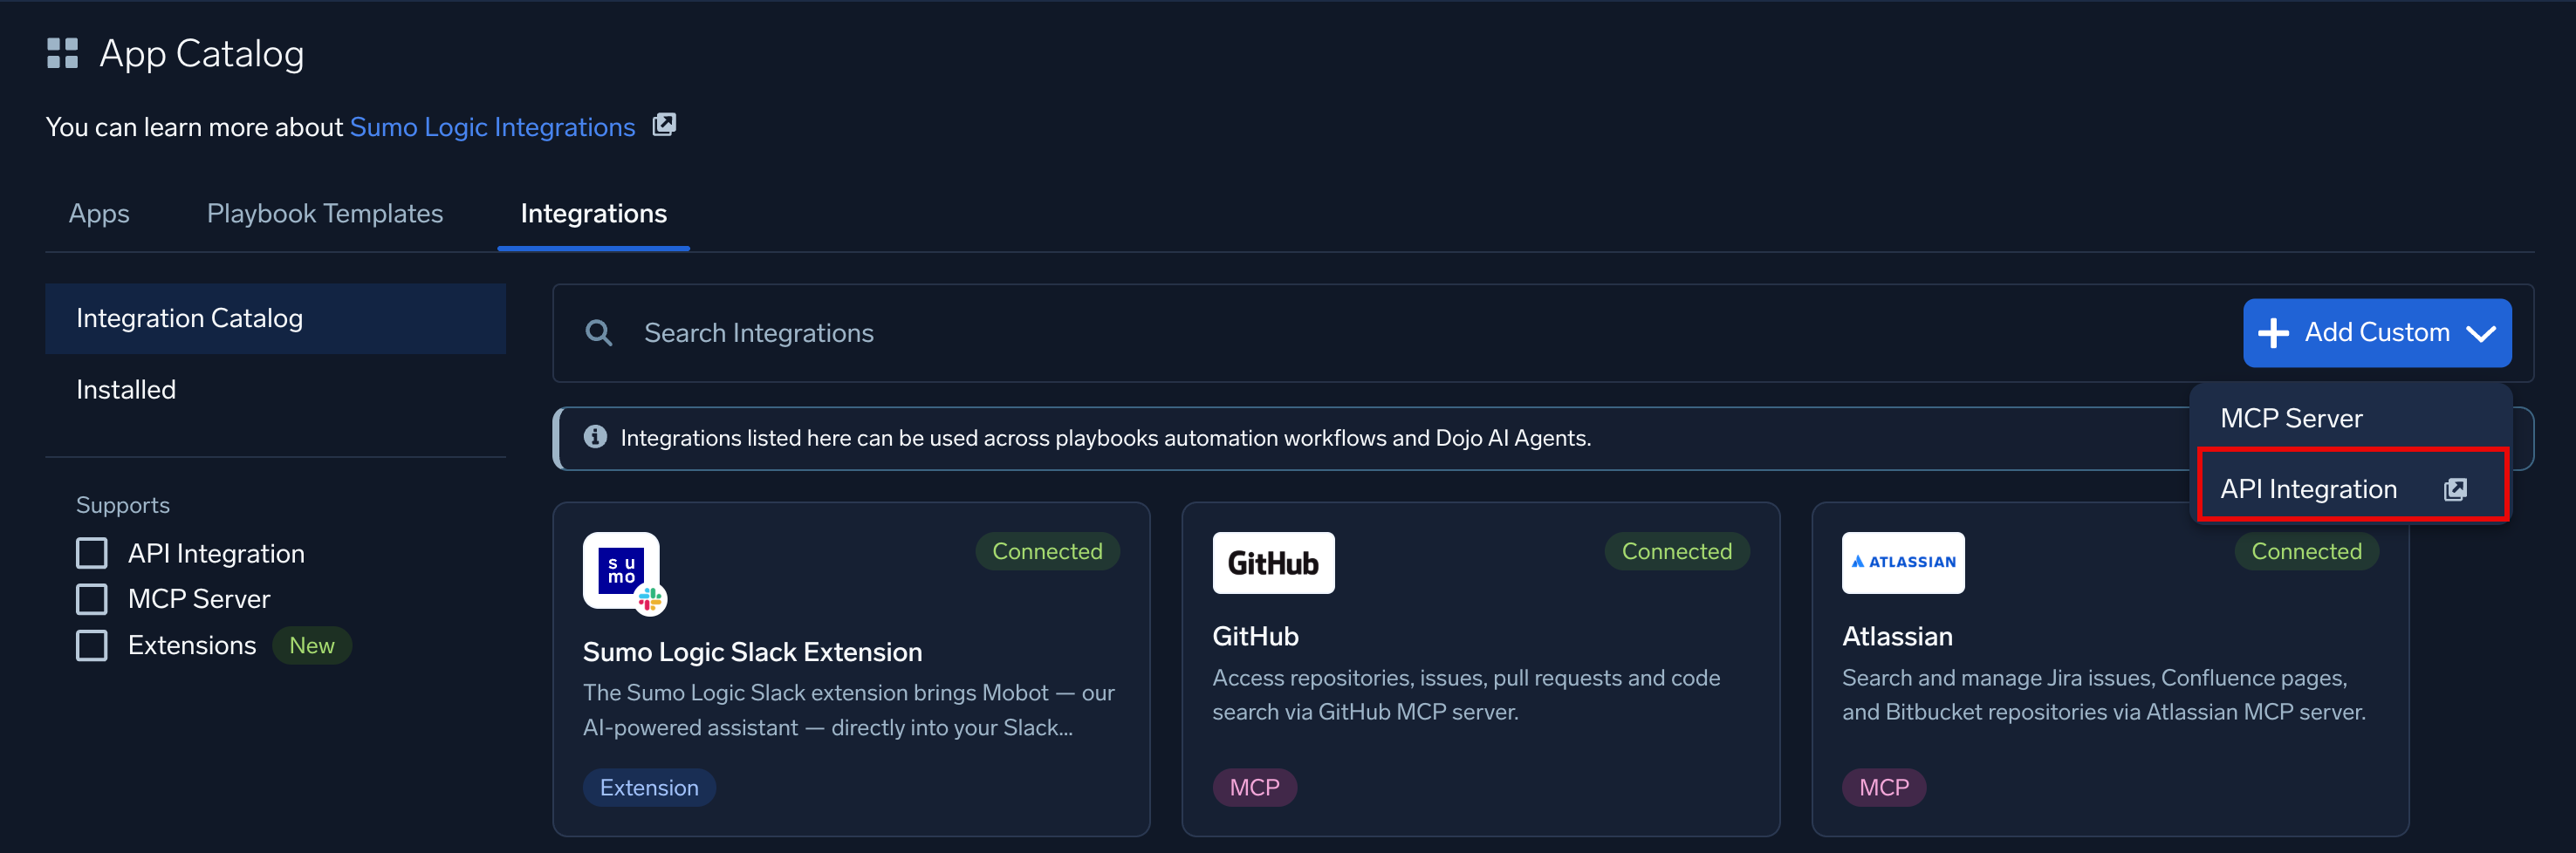 App Catalog
You can learn more about Sumo Logic Integrations
Apps
Playbook Templates
Integrations
Integration Catalog
Installed
Supports
API Integration
MCP Server
Extensions New
Search Integrations
Add Custom
MCP Server
API Integration
Integrations listed here can be used across playbooks automation workflows and Dojo AI Agents.
su
mo
Connected
Sumo Logic Slack Extension
The Sumo Logic Slack extension brings Mobot — our
AI-powered assistant — directly into your Slack...
Extension
GitHub
Connected
GitHub
Access repositories, issues, pull requests and code
search via GitHub MCP server.
MCP
ATLASSIAN
Connected
Atlassian
Search and manage Jira issues, Confluence pages,
and Bitbucket repositories via Atlassian MCP server.
MCP